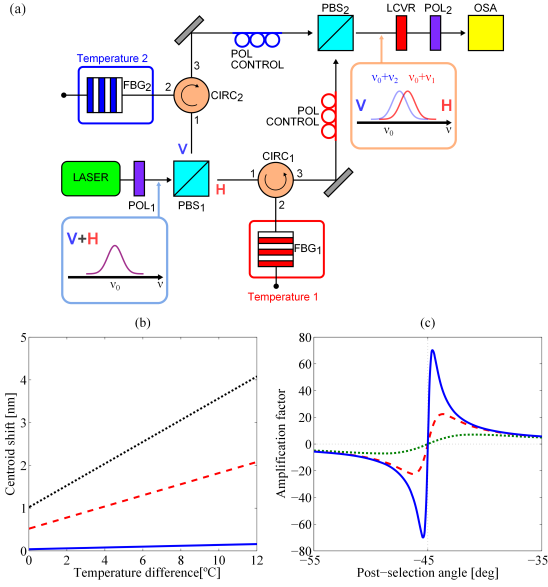 (a)
PBS₂
LCVR
POL₂
OSA
POL
CONTROL
Temperature 2
FBG₂
2
3
1
CIRC₂
V
POL
CONTROL
ν₀+ν₂
ν₀+ν₁
V
H
ν₀
ν
LASER
POL₁
PBS₁
H
CIRC₁
1
3
2
V+H
ν₀
ν
FBG₁
Temperature 1
(b)
Centroid shift [nm]
5
4
3
2
1
0
0
2
4
6
8
10
12
Temperature difference[°C]
(c)
Amplification factor
80
60
40
20
0
−20
−40
−60
−80
−55
−45
−35
Post−selection angle [deg]